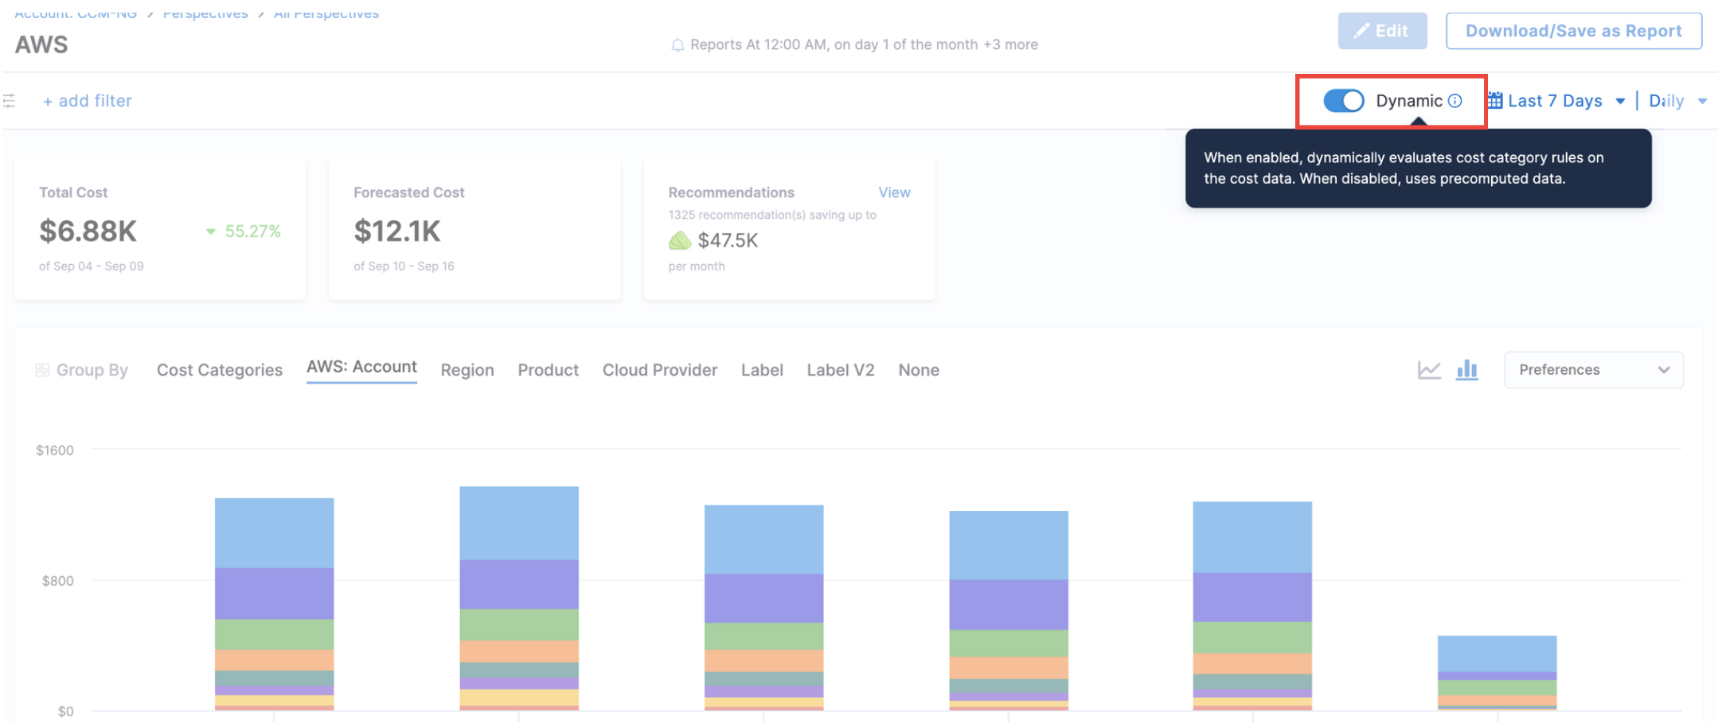 Account: CCM-NG > Perspectives > All Perspectives
AWS
Reports At 12:00 AM, on day 1 of the month +3 more
Edit
Download/Save as Report
+ add filter
Dynamic
Last 7 Days
Daily
When enabled, dynamically evaluates cost category rules on
the cost data. When disabled, uses precomputed data.
Total Cost
$6.88K
55.27%
of Sep 04 - Sep 09
Forecasted Cost
$12.1K
of Sep 10 - Sep 16
Recommendations
View
1325 recommendation(s) saving up to
$47.5K
per month
Group By
Cost Categories
AWS: Account
Region
Product
Cloud Provider
Label
Label V2
None
Preferences
$1600
$800
$0